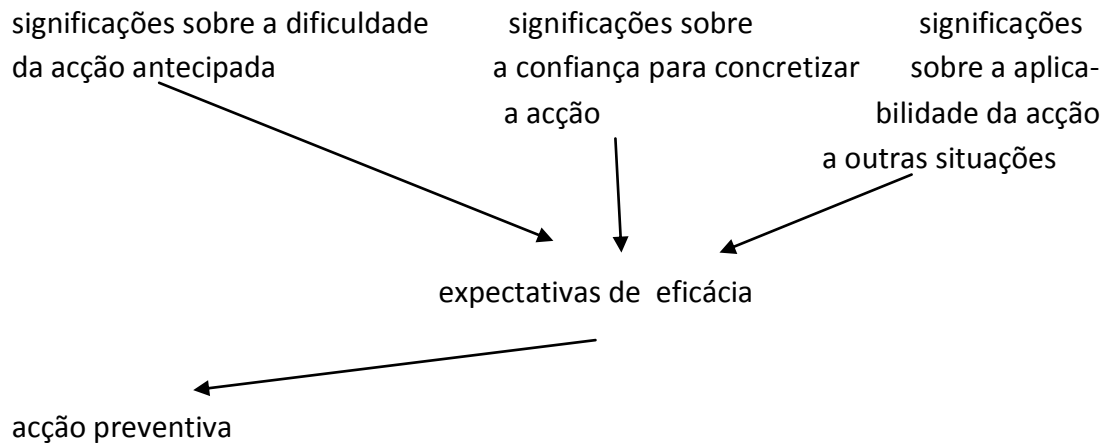 significações sobre a dificuldade
da acção antecipada
significações sobre
a confiança para concretizar
a acção
significações
sobre a aplica-
bilidade da acção
a outras situações
expectativas de eficácia
acção preventiva